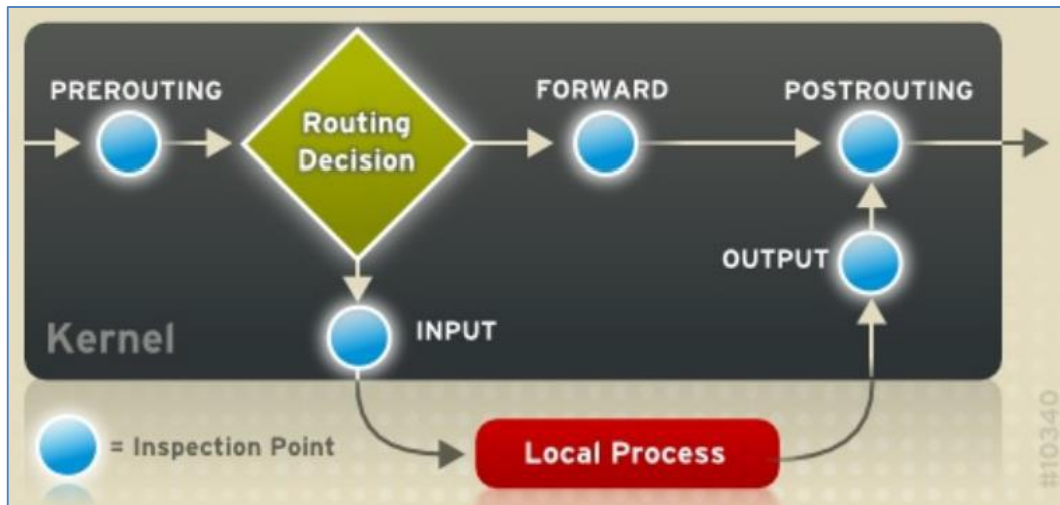 PREROUTING
Routing
Decision
FORWARD
POSTROUTING
OUTPUT
INPUT
Kernel
= Inspection Point
Local Process
#10340